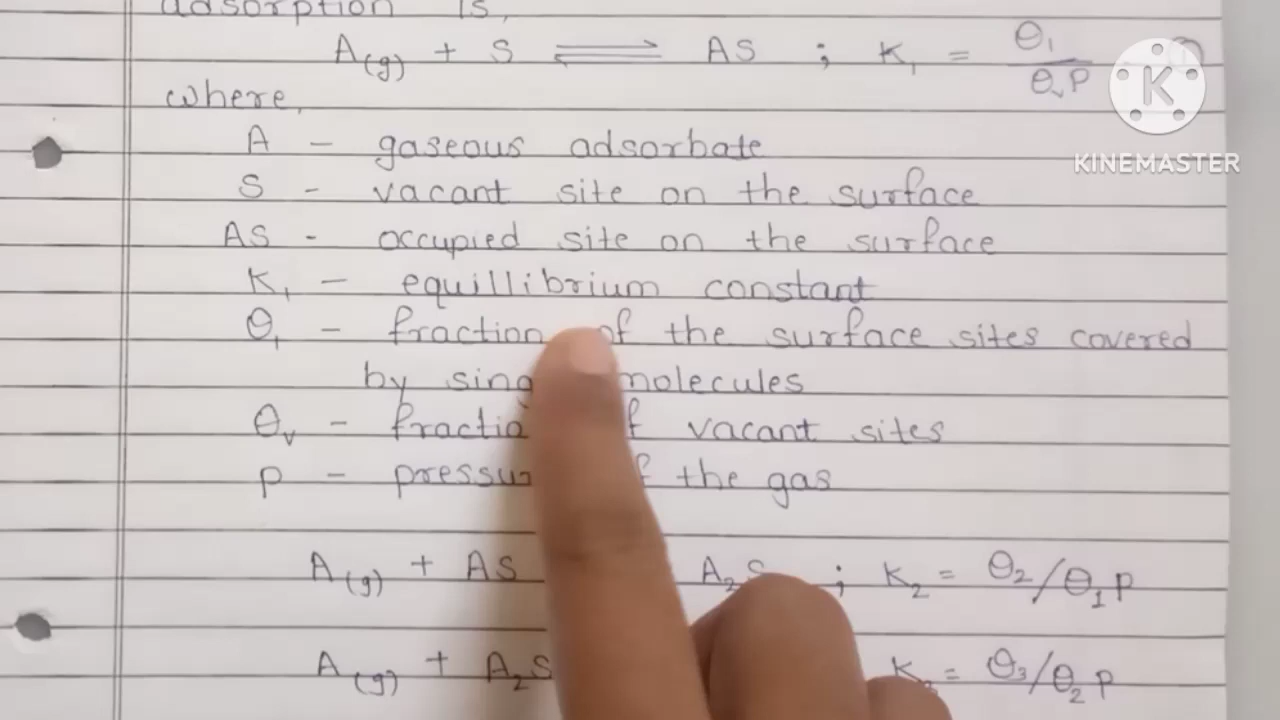 adsorption is,
A(g) + S ⇌ AS ; K₁ = θ₁/θᵥP
where,
A – gaseous adsorbate
S - vacant site on the surface
AS - occupied site on the surface
K₁ – equillibrium constant
θ₁ – fraction of the surface sites covered
by molecules
θᵥ – vacant sites
P – the gas
A(g) + AS A₂S ; K₂ = θ₂/θ₁P
A(g) + A₂S = θ₃/θ₂P
K
KINEMASTER